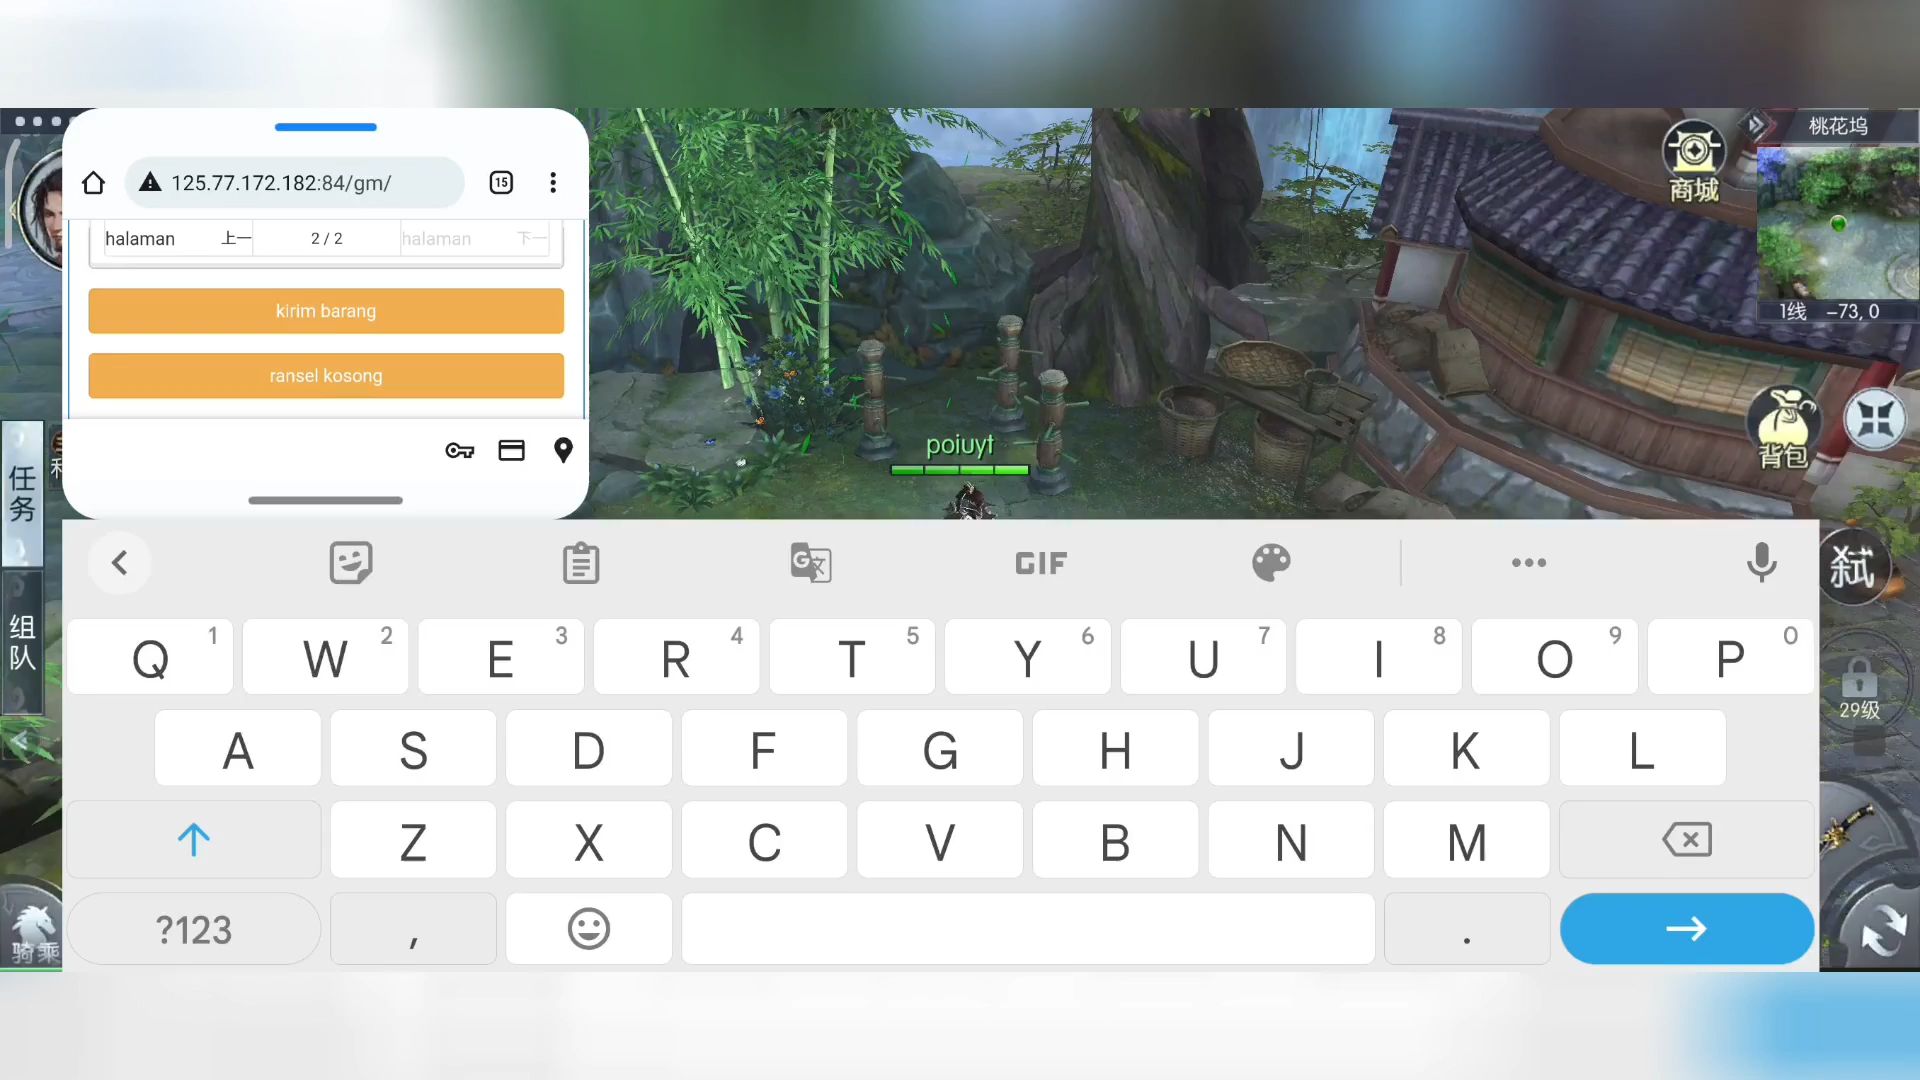 桃花坞
125.77.172.182:84/gm/
15
商城
halaman 上一
2 / 2
halaman 下一
kirim barang
1线 -73, 0
ransel kosong
poiuyt
背包
任务
组队
GIF
弑
Q 1 W 2 E 3 R 4 T 5 Y 6 U 7 I 8 O 9 P 0
A S D F G H J K L
29级
Z X C V B N M
?123 , .
骑乘